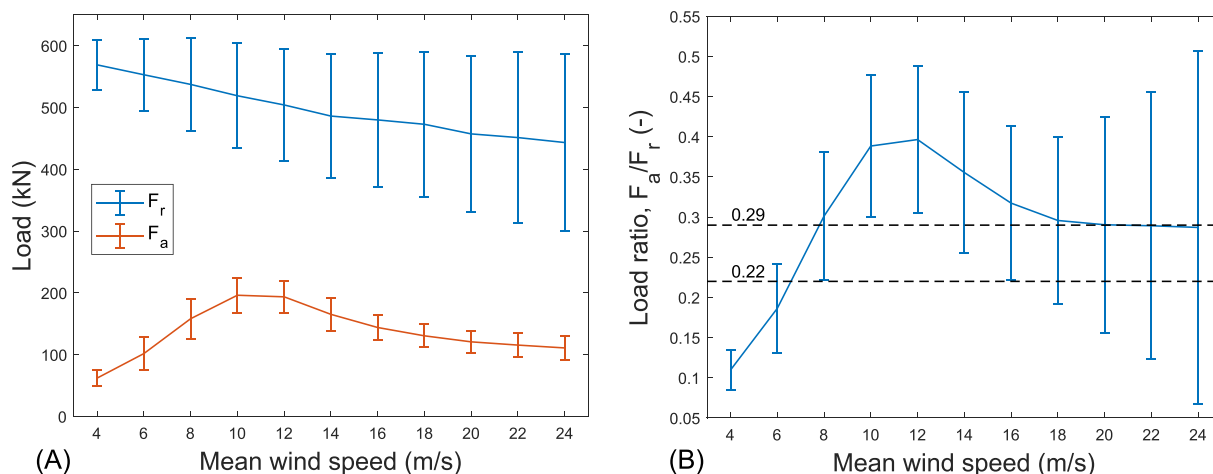 600
500
400
300
200
100
0
Load (kN)
F_r
F_a
4 6 8 10 12 14 16 18 20 22 24
(A) Mean wind speed (m/s)
0.55
0.5
0.45
0.4
0.35
0.3
0.25
0.2
0.15
0.1
0.05
Load ratio, F_a/F_r (-)
0.29
0.22
4 6 8 10 12 14 16 18 20 22 24
(B) Mean wind speed (m/s)